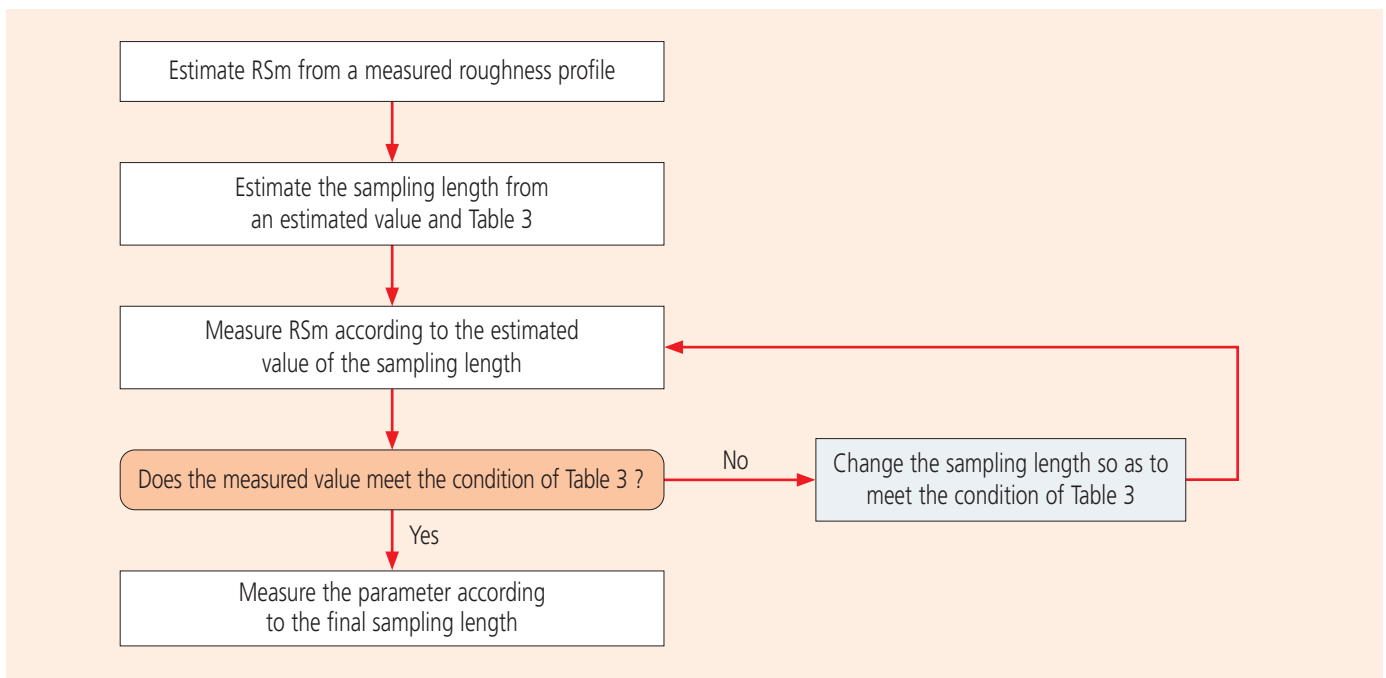 Estimate RSm from a measured roughness profile
Estimate the sampling length from
an estimated value and Table 3
Measure RSm according to the estimated
value of the sampling length
Does the measured value meet the condition of Table 3 ?
No
Change the sampling length so as to
meet the condition of Table 3
Yes
Measure the parameter according
to the final sampling length